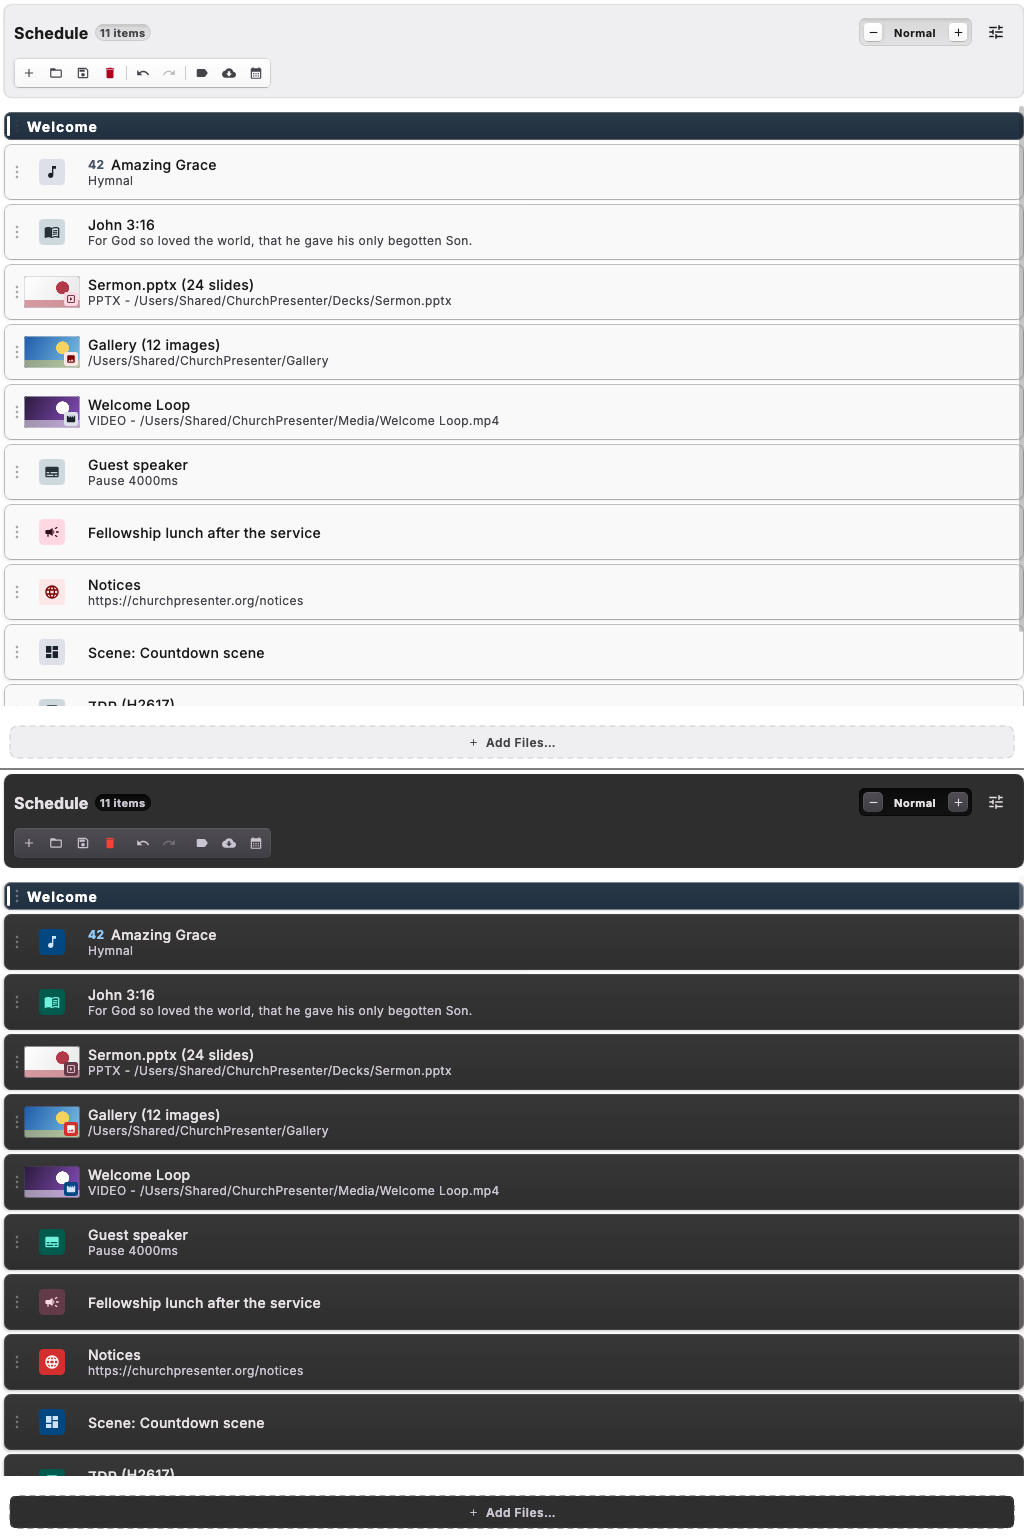 Schedule 11 items
− Normal +
Welcome
42 Amazing Grace
Hymnal
John 3:16
For God so loved the world, that he gave his only begotten Son.
Sermon.pptx (24 slides)
PPTX - /Users/Shared/ChurchPresenter/Decks/Sermon.pptx
Gallery (12 images)
/Users/Shared/ChurchPresenter/Gallery
Welcome Loop
VIDEO - /Users/Shared/ChurchPresenter/Media/Welcome Loop.mp4
Guest speaker
Pause 4000ms
Fellowship lunch after the service
Notices
https://churchpresenter.org/notices
Scene: Countdown scene
(H2617)
+ Add Files...
Schedule 11 items
− Normal +
Welcome
42 Amazing Grace
Hymnal
John 3:16
For God so loved the world, that he gave his only begotten Son.
Sermon.pptx (24 slides)
PPTX - /Users/Shared/ChurchPresenter/Decks/Sermon.pptx
Gallery (12 images)
/Users/Shared/ChurchPresenter/Gallery
Welcome Loop
VIDEO - /Users/Shared/ChurchPresenter/Media/Welcome Loop.mp4
Guest speaker
Pause 4000ms
Fellowship lunch after the service
Notices
https://churchpresenter.org/notices
Scene: Countdown scene
(H2617)
+ Add Files...